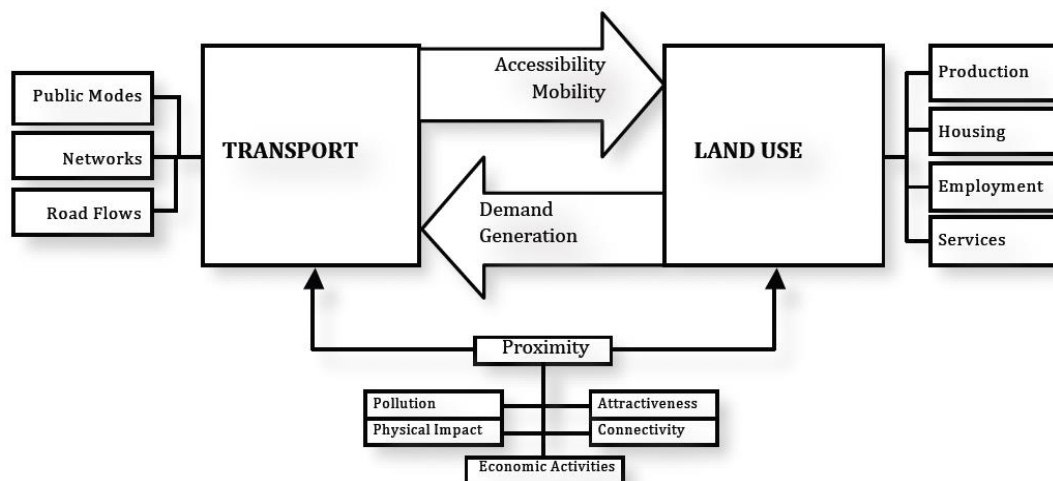 Public Modes
Networks
Road Flows
TRANSPORT
Accessibility
Mobility
Demand
Generation
LAND USE
Production
Housing
Employment
Services
Proximity
Pollution
Attractiveness
Physical Impact
Connectivity
Economic Activities